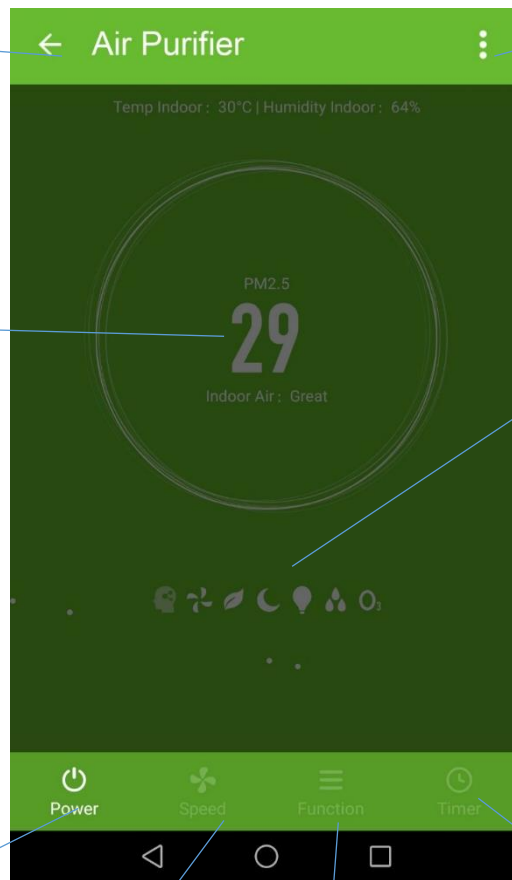 Air Purifier
Temp Indoor : 30°C | Humidity Indoor : 64%
PM2.5
29
Indoor Air : Great
O₃
Power Speed Function Timer